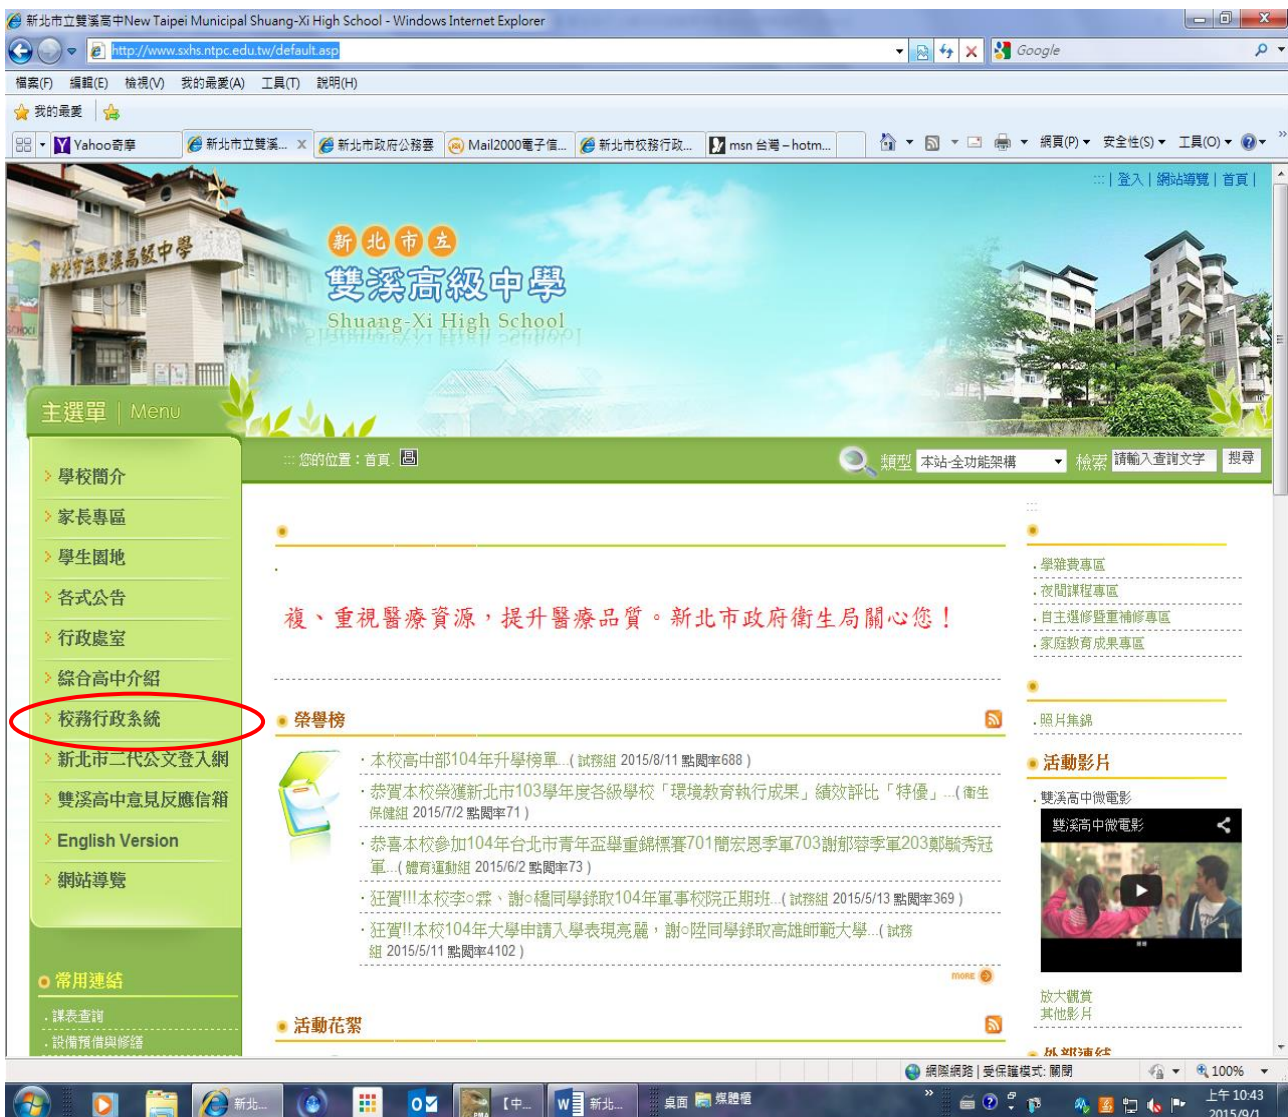 新北市立雙溪高中New Taipei Municipal Shuang-Xi High School - Windows Internet Explorer
http://www.sxhs.ntpc.edu.tw/default.asp
Google
檔案(F) 編輯(E) 檢視(V) 我的最愛(A) 工具(T) 說明(H)
我的最愛
Yahoo奇摩 新北市立雙溪... X 新北市政府公務雲 Mail2000電子信... 新北市校務行政... msn 台灣 – hotm...
網頁(P) 安全性(S) 工具(O)
::: | 登入 | 網站導覽 | 首頁 |
新北市立雙溪高級中學
新北市立
雙溪高級中學
Shuang-Xi High School
主選單 | Menu
::: 您的位置：首頁.
類型 本站-全功能架構 檢索 請輸入查詢文字 搜尋
學校簡介
家長專區
學生園地
各式公告
行政處室
綜合高中介紹
校務行政系統
新北市二代公文登入網
雙溪高中意見反應信箱
English Version
網站導覽
常用連結
課表查詢
設備預借與修繕
複、重視醫療資源，提升醫療品質。新北市政府衛生局關心您！
榮譽榜
本校高中部104年升學榜單...( 試務組 2015/8/11 點閱率688 )
恭賀本校榮獲新北市103學年度各級學校「環境教育執行成果」績效評比「特優」...( 衛生
保健組 2015/7/2 點閱率71 )
恭喜本校參加104年台北市青年盃舉重錦標賽701簡宏恩季軍703謝郁蓉季軍203鄭毓秀冠
軍...( 體育運動組 2015/6/2 點閱率73 )
狂賀!!!本校李○霖、謝○橋同學錄取104年軍事校院正期班...( 試務組 2015/5/13 點閱率369 )
狂賀!!本校104年大學申請入學表現亮麗，謝○陞同學錄取高雄師範大學...( 試務
組 2015/5/11 點閱率4102 )
more
活動花絮
:::
學雜費專區
夜間課程專區
自主選修暨重補修專區
家庭教育成果專區
照片集錦
活動影片
雙溪高中微電影
雙溪高中微電影
放大觀賞
其他影片
外部連結
網際網路 | 受保護模式: 關閉 100%
新北... 【中... 新北... 桌面 媒體櫃
上午 10:43
2015/9/1